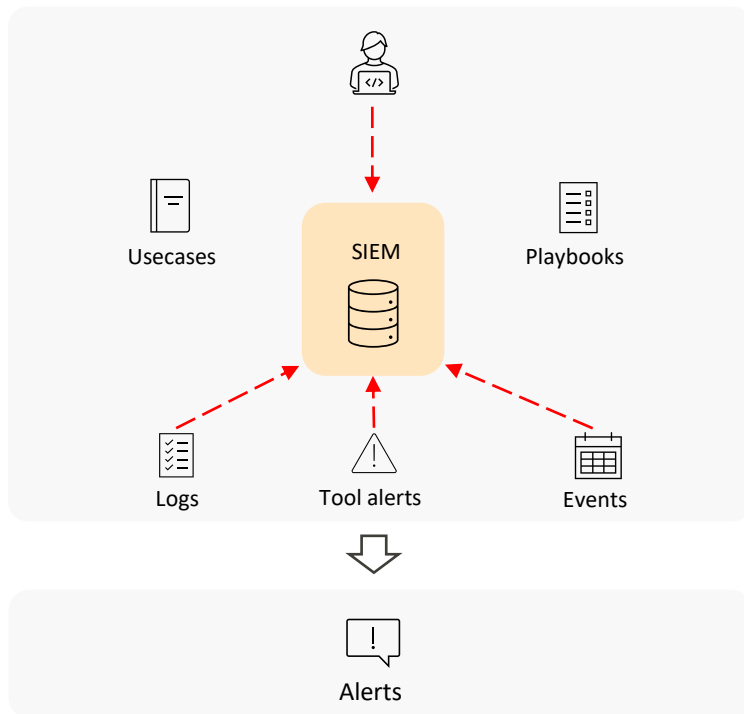 </>
Usecases
SIEM
Playbooks
Logs
Tool alerts
Events
Alerts